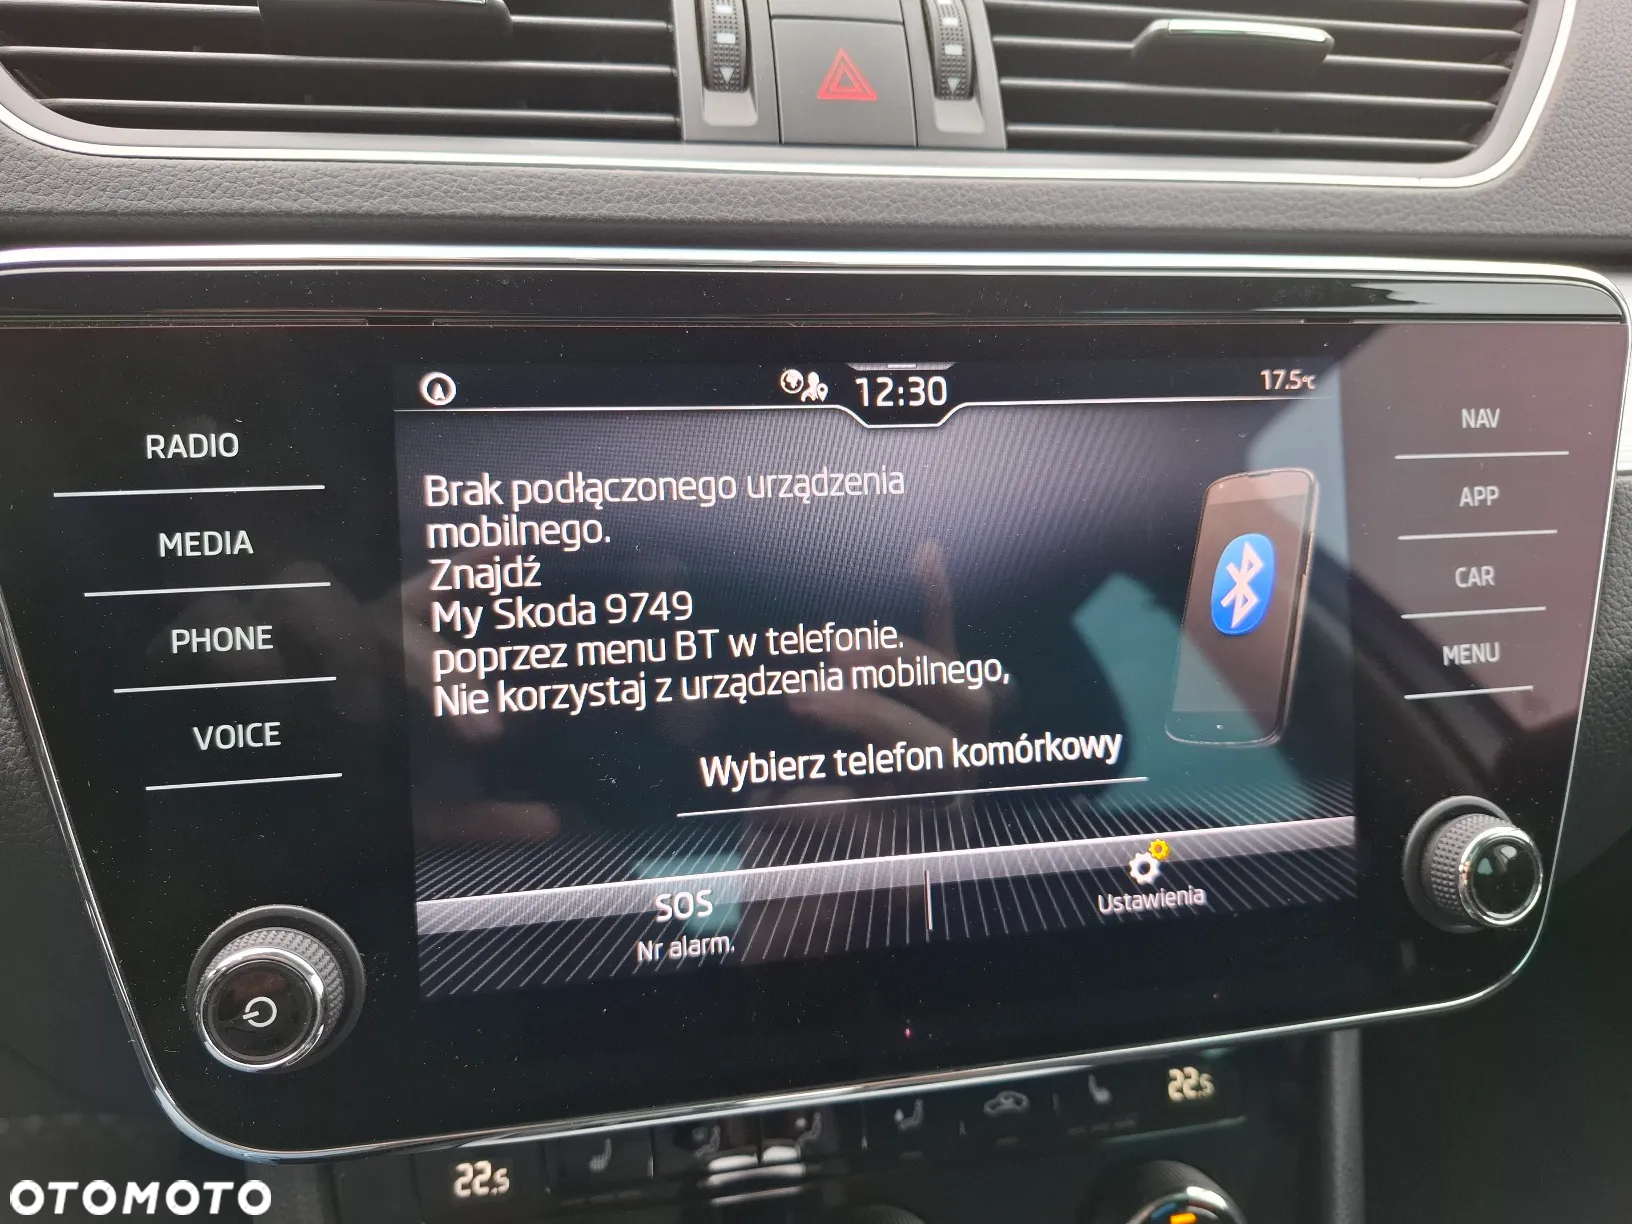 12:30
17.5°C
RADIO
MEDIA
PHONE
VOICE
Brak podłączonego urządzenia
mobilnego.
Znajdź
My Skoda 9749
poprzez menu BT w telefonie.
Nie korzystaj z urządzenia mobilnego,
Wybierz telefon komórkowy
SOS
Nr alarm.
Ustawienia
NAV
APP
CAR
MENU
22.5
22.5
OTOMOTO